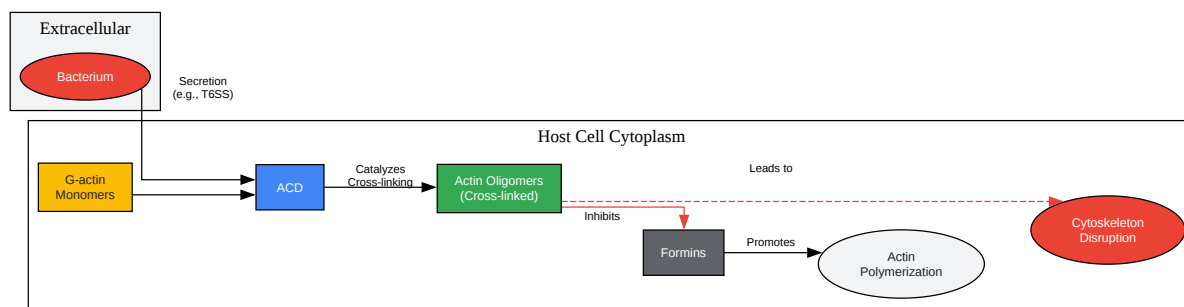 Extracellular
Bacterium
Secretion
(e.g., T6SS)
Host Cell Cytoplasm
G-actin
Monomers
ACD
Catalyzes
Cross-linking
Actin Oligomers
(Cross-linked)
Leads to
Inhibits
Cytoskeleton
Disruption
Formins
Promotes
Actin
Polymerization